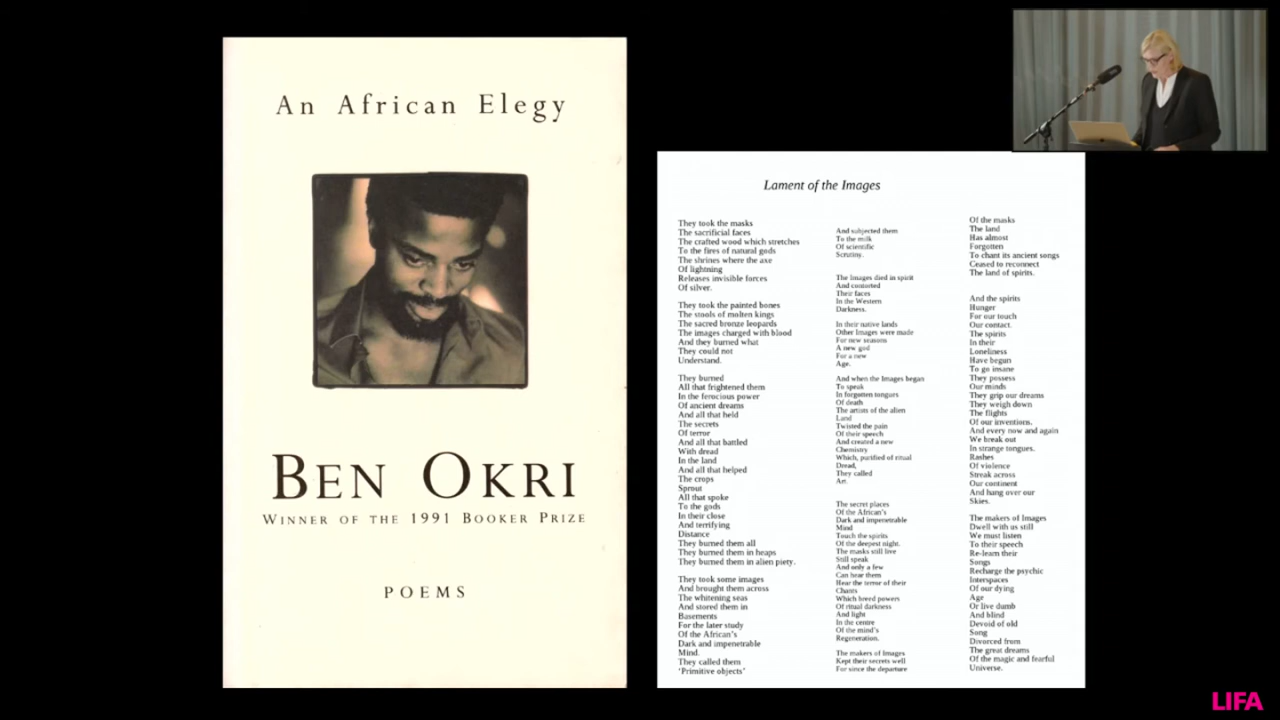 An African Elegy
BEN OKRI
WINNER OF THE 1991 BOOKER PRIZE
POEMS
Lament of the Images
They took the masks
The sacrificial faces
The crafted wood which stretches
To the fires of natural gods
The shrines where the axe
Of lightning
Releases invisible forces
Of silver.
They took the painted bones
The stools of molten kings
The sacred bronze leopards
The images charged with blood
And they burned what
They could not
Understand.
They burned
All that frightened them
In the ferocious power
Of ancient dreams
And all that held
The secrets
Of terror
And all that battled
With dread
In the land
And all that helped
The crops
Sprout
All that spoke
To the gods
In their close
And terrifying
Distance
They burned them all
They burned them in heaps
They burned them in alien piety.
They took some images
And brought them across
The whitening seas
And stored them in
Basements
For the later study
Of the African's
Dark and impenetrable
Mind.
They called them
'Primitive objects'
And subjected them
To the milk
Of scientific
Scrutiny.
The Images died in spirit
And contorted
Their faces
In the Western
Darkness.
In their native lands
Other Images were made
For new seasons
A new god
For a new
Age.
And when the Images began
To speak
In forgotten tongues
Of death
The artists of the alien
Land
Twisted the pain
Of their speech
And created a new
Chemistry
Which, purified of ritual
Dread,
They called
Art.
The secret places
Of the African's
Dark and impenetrable
Mind
Touch the spirits
Of the deepest night.
The masks still live
Still speak
And only a few
Can hear them
Hear the terror of their
Chants
Which breed powers
Of ritual darkness
And light
In the centre
Of the mind's
Regeneration.
The makers of Images
Kept their secrets well
For since the departure
Of the masks
The land
Has almost
Forgotten
To chant its ancient songs
Ceased to reconnect
The land of spirits.
And the spirits
Hunger
For our touch
Our contact.
The spirits
In their
Loneliness
Have begun
To go insane
They possess
Our minds
They grip our dreams
They weigh down
The flights
Of our inventions.
And every now and again
We break out
In strange tongues.
Rashes
Of violence
Streak across
Our continent
And hang over our
Skies.
The makers of Images
Dwell with us still
We must listen
To their speech
Re-learn their
Songs
Recharge the psychic
Interspaces
Of our dying
Age
Or live dumb
And blind
Devoid of old
Song
Divorced from
The great dreams
Of the magic and fearful
Universe.
LIFA